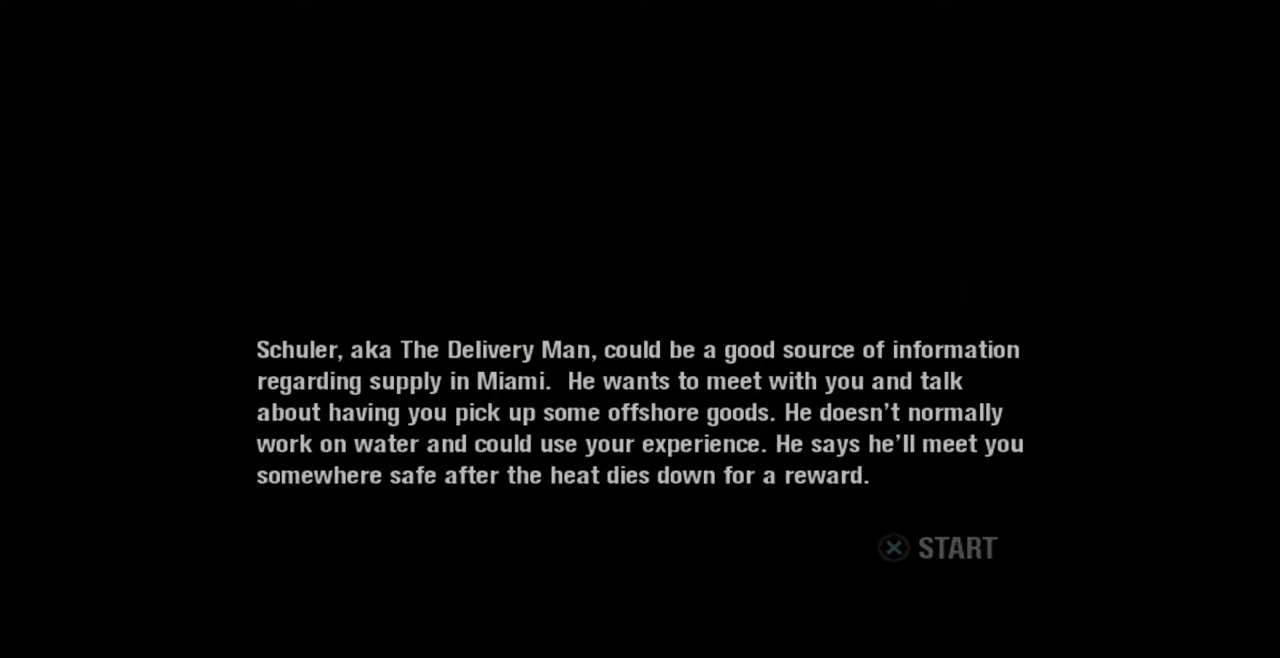 Schuler, aka The Delivery Man, could be a good source of information
regarding supply in Miami.  He wants to meet with you and talk
about having you pick up some offshore goods. He doesn't normally
work on water and could use your experience. He says he'll meet you
somewhere safe after the heat dies down for a reward.
START